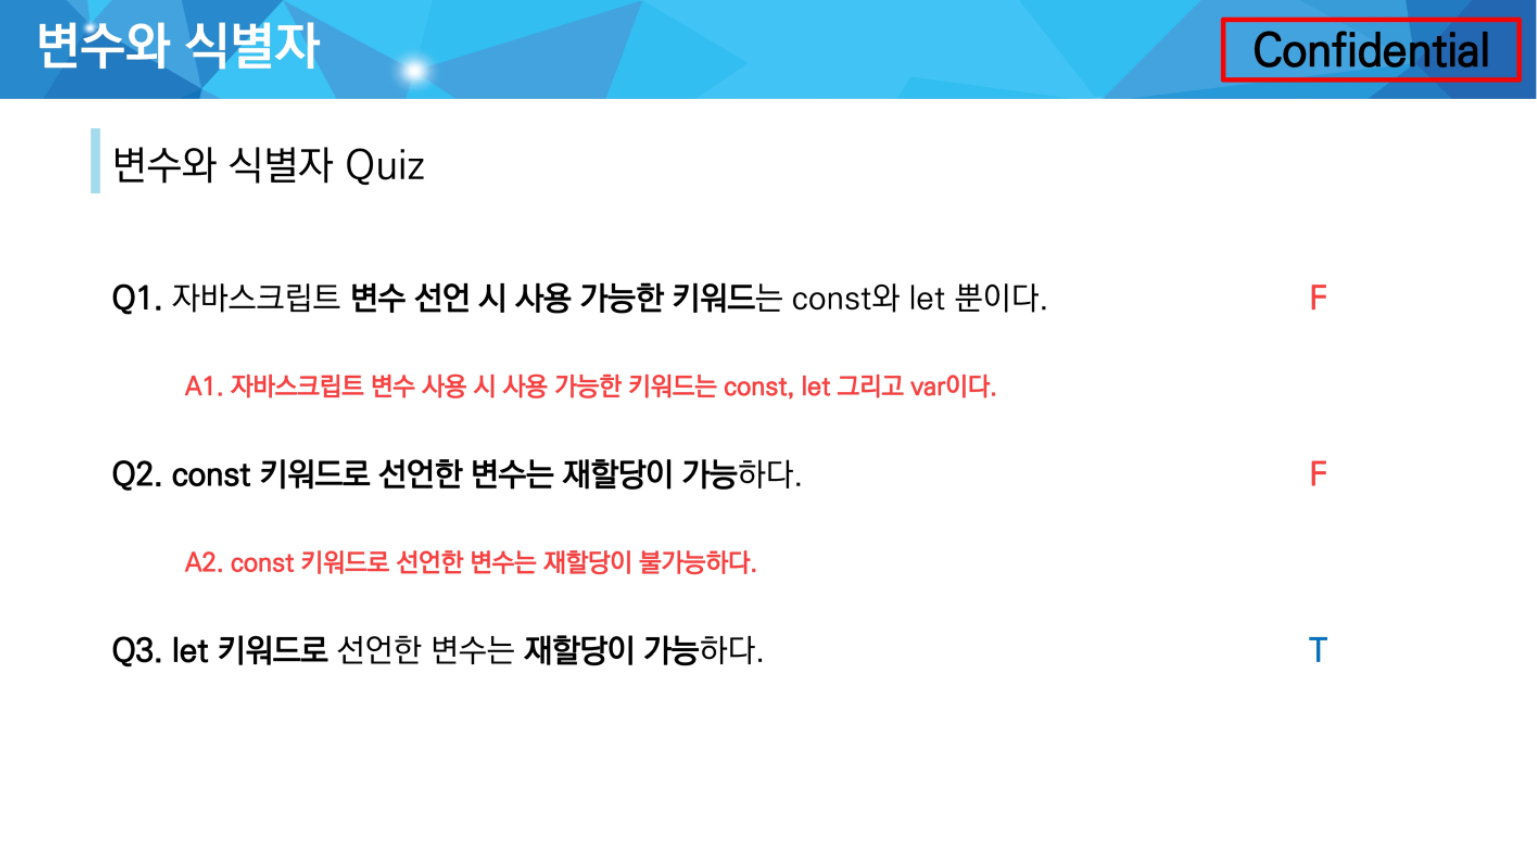 변수와 식별자
Confidential
변수와 식별자 Quiz
Q1. 자바스크립트 변수 선언 시 사용 가능한 키워드는 const와 let 뿐이다. F
A1. 자바스크립트 변수 사용 시 사용 가능한 키워드는 const, let 그리고 var이다.
Q2. const 키워드로 선언한 변수는 재할당이 가능하다. F
A2. const 키워드로 선언한 변수는 재할당이 불가능하다.
Q3. let 키워드로 선언한 변수는 재할당이 가능하다. T